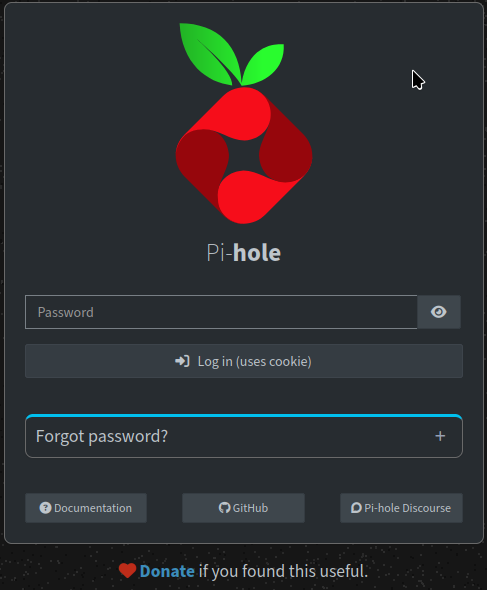 Pi-hole
Password
Log in (uses cookie)
Forgot password?
Documentation GitHub Pi-hole Discourse
Donate if you found this useful.